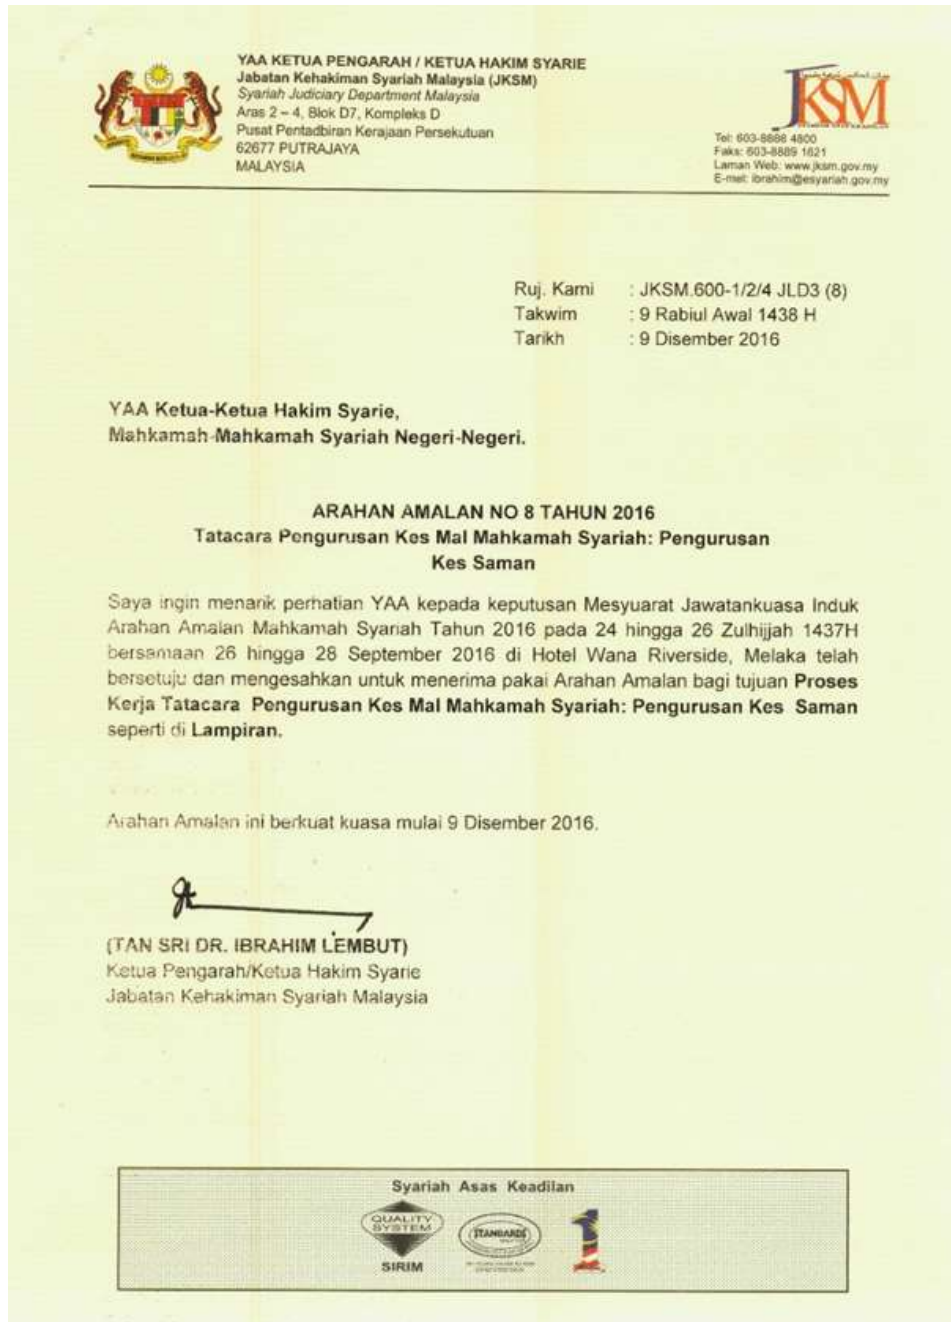 YAA KETUA PENGARAH / KETUA HAKIM SYARIE
Jabatan Kehakiman Syariah Malaysia (JKSM)
Syariah Judiciary Department Malaysia
Aras 2 – 4, Blok D7, Kompleks D
Pusat Pentadbiran Kerajaan Persekutuan
62677 PUTRAJAYA
MALAYSIA
JKSM
Tel: 603-8888 4800
Faks: 603-8889 1621
Laman Web: www.jksm.gov.my
E-mel: ibrahim@esyariah.gov.my
Ruj. Kami : JKSM.600-1/2/4 JLD3 (8)
Takwim : 9 Rabiul Awal 1438 H
Tarikh : 9 Disember 2016
YAA Ketua-Ketua Hakim Syarie,
Mahkamah-Mahkamah Syariah Negeri-Negeri.
ARAHAN AMALAN NO 8 TAHUN 2016
Tatacara Pengurusan Kes Mal Mahkamah Syariah: Pengurusan
Kes Saman
Saya ingin menarik perhatian YAA kepada keputusan Mesyuarat Jawatankuasa Induk
Arahan Amalan Mahkamah Syariah Tahun 2016 pada 24 hingga 26 Zulhijjah 1437H
bersamaan 26 hingga 28 September 2016 di Hotel Wana Riverside, Melaka telah
bersetuju dan mengesahkan untuk menerima pakai Arahan Amalan bagi tujuan Proses
Kerja Tatacara Pengurusan Kes Mal Mahkamah Syariah: Pengurusan Kes Saman
seperti di Lampiran.
Arahan Amalan ini berkuat kuasa mulai 9 Disember 2016.
(TAN SRI DR. IBRAHIM LEMBUT)
Ketua Pengarah/Ketua Hakim Syarie
Jabatan Kehakiman Syariah Malaysia
Syariah Asas Keadilan
QUALITY
SYSTEM
SIRIM
STANDARDS
1